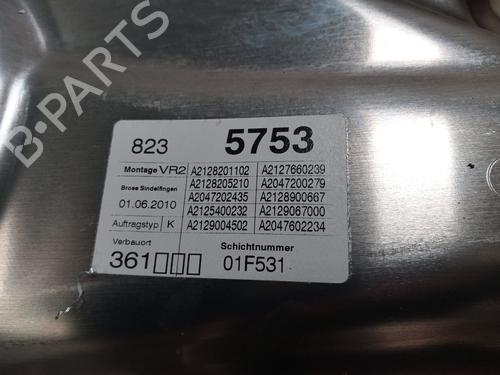 B-PARTS
823 5753
Montage VR2 A2128201102 A2127660239
Brose Sindelfingen A2128205210 A2047200279
A2047202435 A2128900667
01.06.2010 A2125400232 A2129067000
Auftragstyp K A2129004502 A2047602234
Verbauort Schichtnummer
361□□□ 01F531